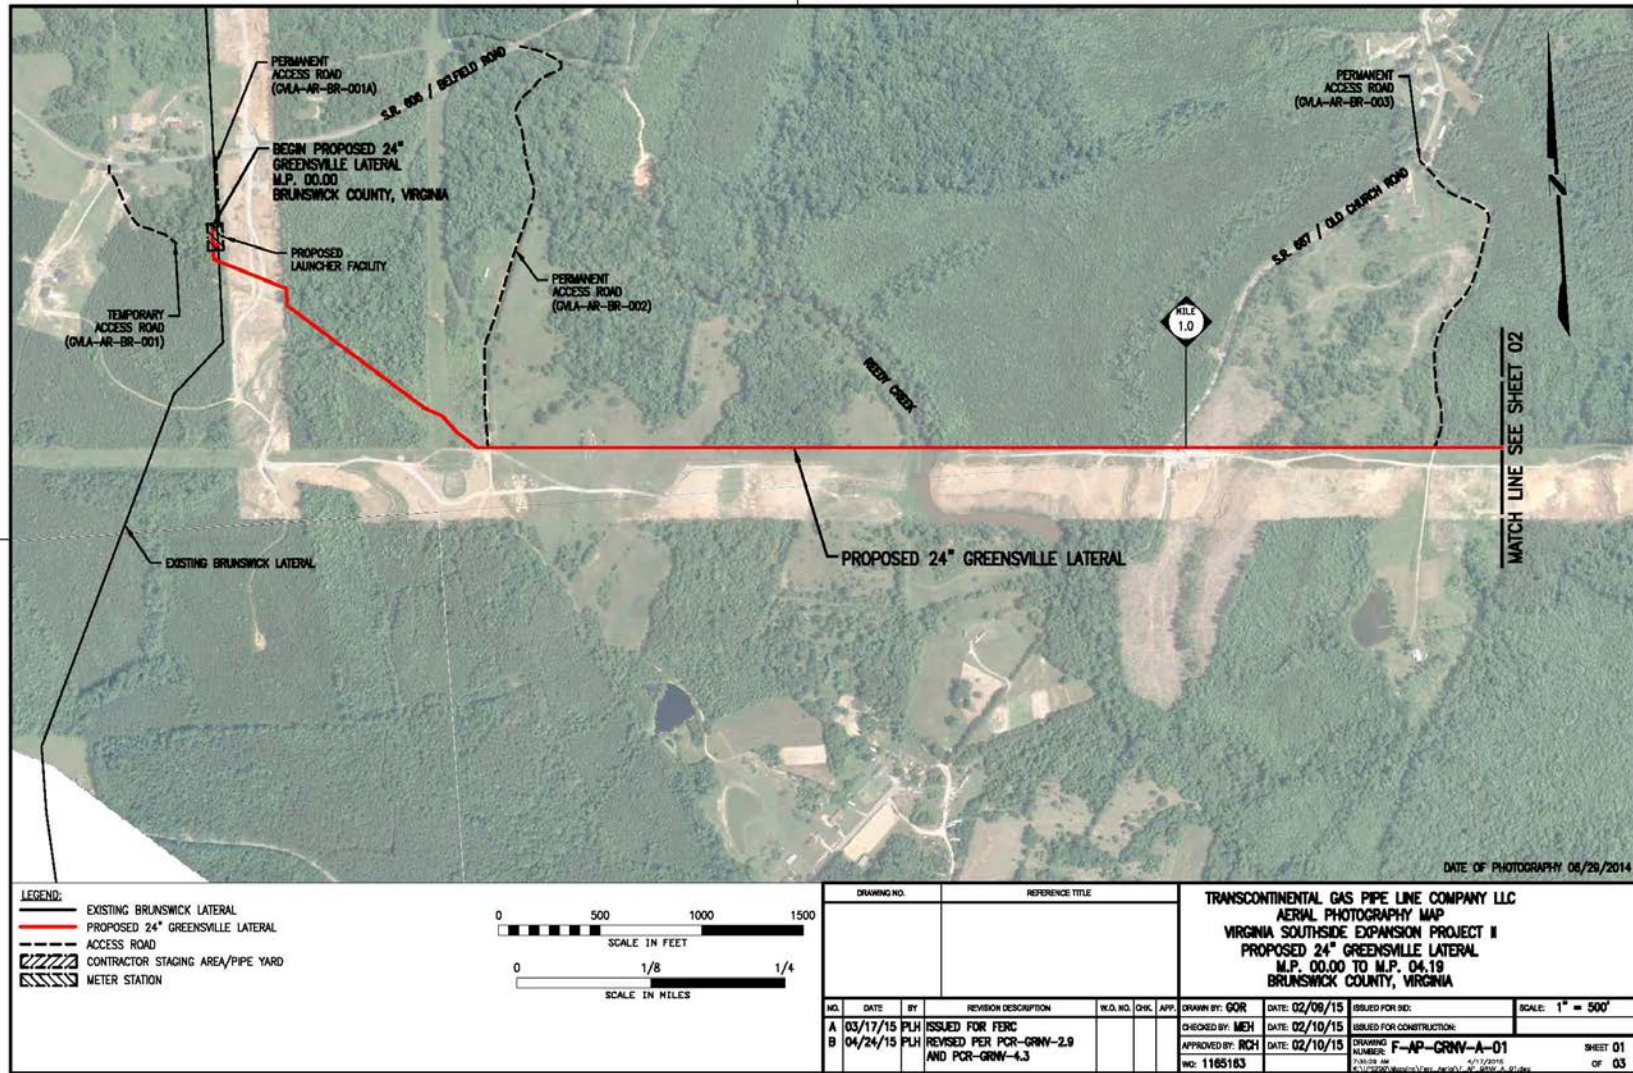 PERMANENT
ACCESS ROAD
(GVLA-AR-BR-001A)
S.R. 606 / BELFIELD ROAD
PERMANENT
ACCESS ROAD
(GVLA-AR-BR-003)
BEGIN PROPOSED 24"
GREENSVILLE LATERAL
M.P. 00.00
BRUNSWICK COUNTY, VIRGINIA
PROPOSED
LAUNCHER FACILITY
S.R. 667 / OLD CHURCH ROAD
PERMANENT
ACCESS ROAD
(GVLA-AR-BR-002)
TEMPORARY
ACCESS ROAD
(GVLA-AR-BR-001)
MILE
1.0
REEDY CREEK
MATCH LINE SEE SHEET 02
PROPOSED 24" GREENSVILLE LATERAL
EXISTING BRUNSWICK LATERAL
DATE OF PHOTOGRAPHY 06/29/2014
LEGEND:
EXISTING BRUNSWICK LATERAL
PROPOSED 24" GREENSVILLE LATERAL
ACCESS ROAD
CONTRACTOR STAGING AREA/PIPE YARD
METER STATION
0 500 1000 1500
SCALE IN FEET
0 1/8 1/4
SCALE IN MILES
DRAWING NO. REFERENCE TITLE
NO. DATE BY REVISION DESCRIPTION W.O. NO. CHK. APP.
A 03/17/15 PLH ISSUED FOR FERC
B 04/24/15 PLH REVISED PER PCR-GRNV-2.9
AND PCR-GRNV-4.3
TRANSCONTINENTAL GAS PIPE LINE COMPANY LLC
AERIAL PHOTOGRAPHY MAP
VIRGINIA SOUTHSIDE EXPANSION PROJECT II
PROPOSED 24" GREENSVILLE LATERAL
M.P. 00.00 TO M.P. 04.19
BRUNSWICK COUNTY, VIRGINIA
DRAWN BY: GOR DATE: 02/09/15 ISSUED FOR BID: SCALE: 1" = 500'
CHECKED BY: MEH DATE: 02/10/15 ISSUED FOR CONSTRUCTION:
APPROVED BY: RCH DATE: 02/10/15 DRAWING NUMBER: F-AP-GRNV-A-01 SHEET 01
WO: 1165163 4/17/2015 OF 03